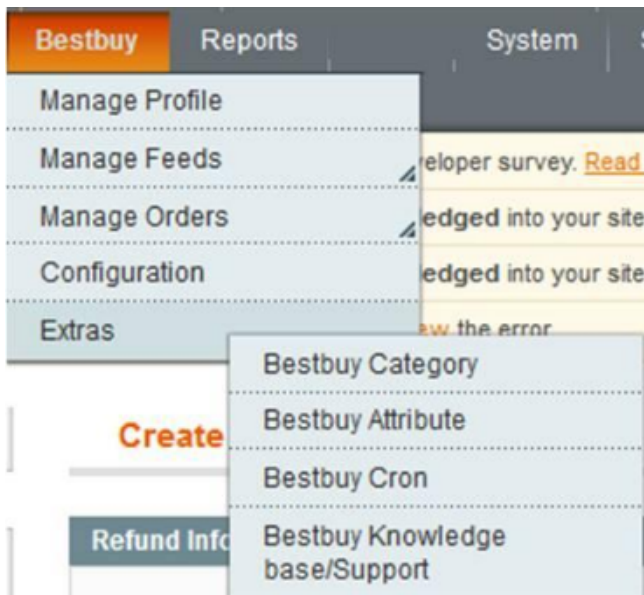 Bestbuy Reports System
Manage Profile
Manage Feeds
eloper survey. Read
Manage Orders
edged into your site
Configuration
edged into your site
Extras
the error
Bestbuy Category
Bestbuy Attribute
Create
Bestbuy Cron
Refund Info
Bestbuy Knowledge
base/Support